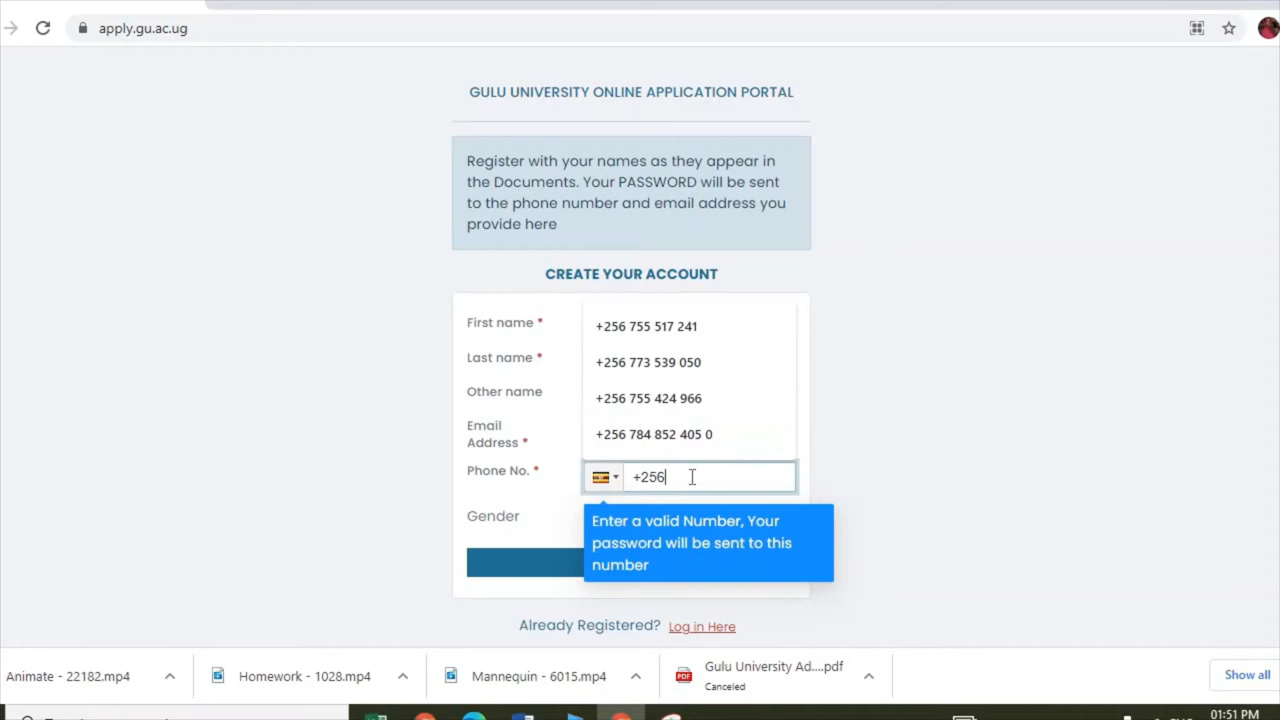 apply.gu.ac.ug
GULU UNIVERSITY ONLINE APPLICATION PORTAL
Register with your names as they appear in
the Documents. Your PASSWORD will be sent
to the phone number and email address you
provide here
CREATE YOUR ACCOUNT
First name *
+256 755 517 241
Last name *
+256 773 539 050
Other name
+256 755 424 966
Email
Address *
+256 784 852 405 0
Phone No. *
+256
Gender
Enter a valid Number, Your
password will be sent to this
number
Already Registered? Log in Here
Animate - 22182.mp4
Homework - 1028.mp4
Mannequin - 6015.mp4
PDF
Gulu University Ad....pdf
Canceled
Show all
01:51 PM